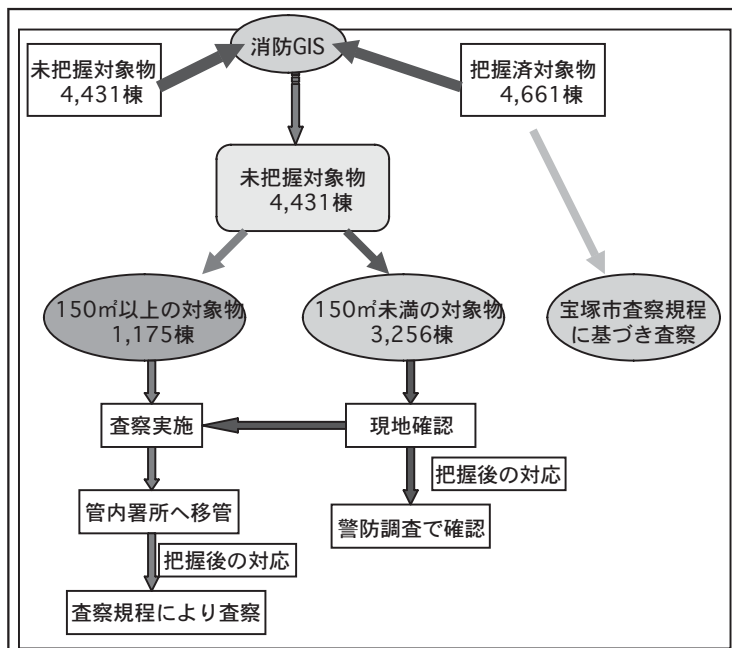 消防GIS
未把握対象物
4,431棟
把握済対象物
4,661棟
未把握対象物
4,431棟
150㎡以上の対象物
1,175棟
150㎡未満の対象物
3,256棟
宝塚市査察規程
に基づき査察
査察実施
現地確認
把握後の対応
管内署所へ移管
警防調査で確認
把握後の対応
査察規程により査察